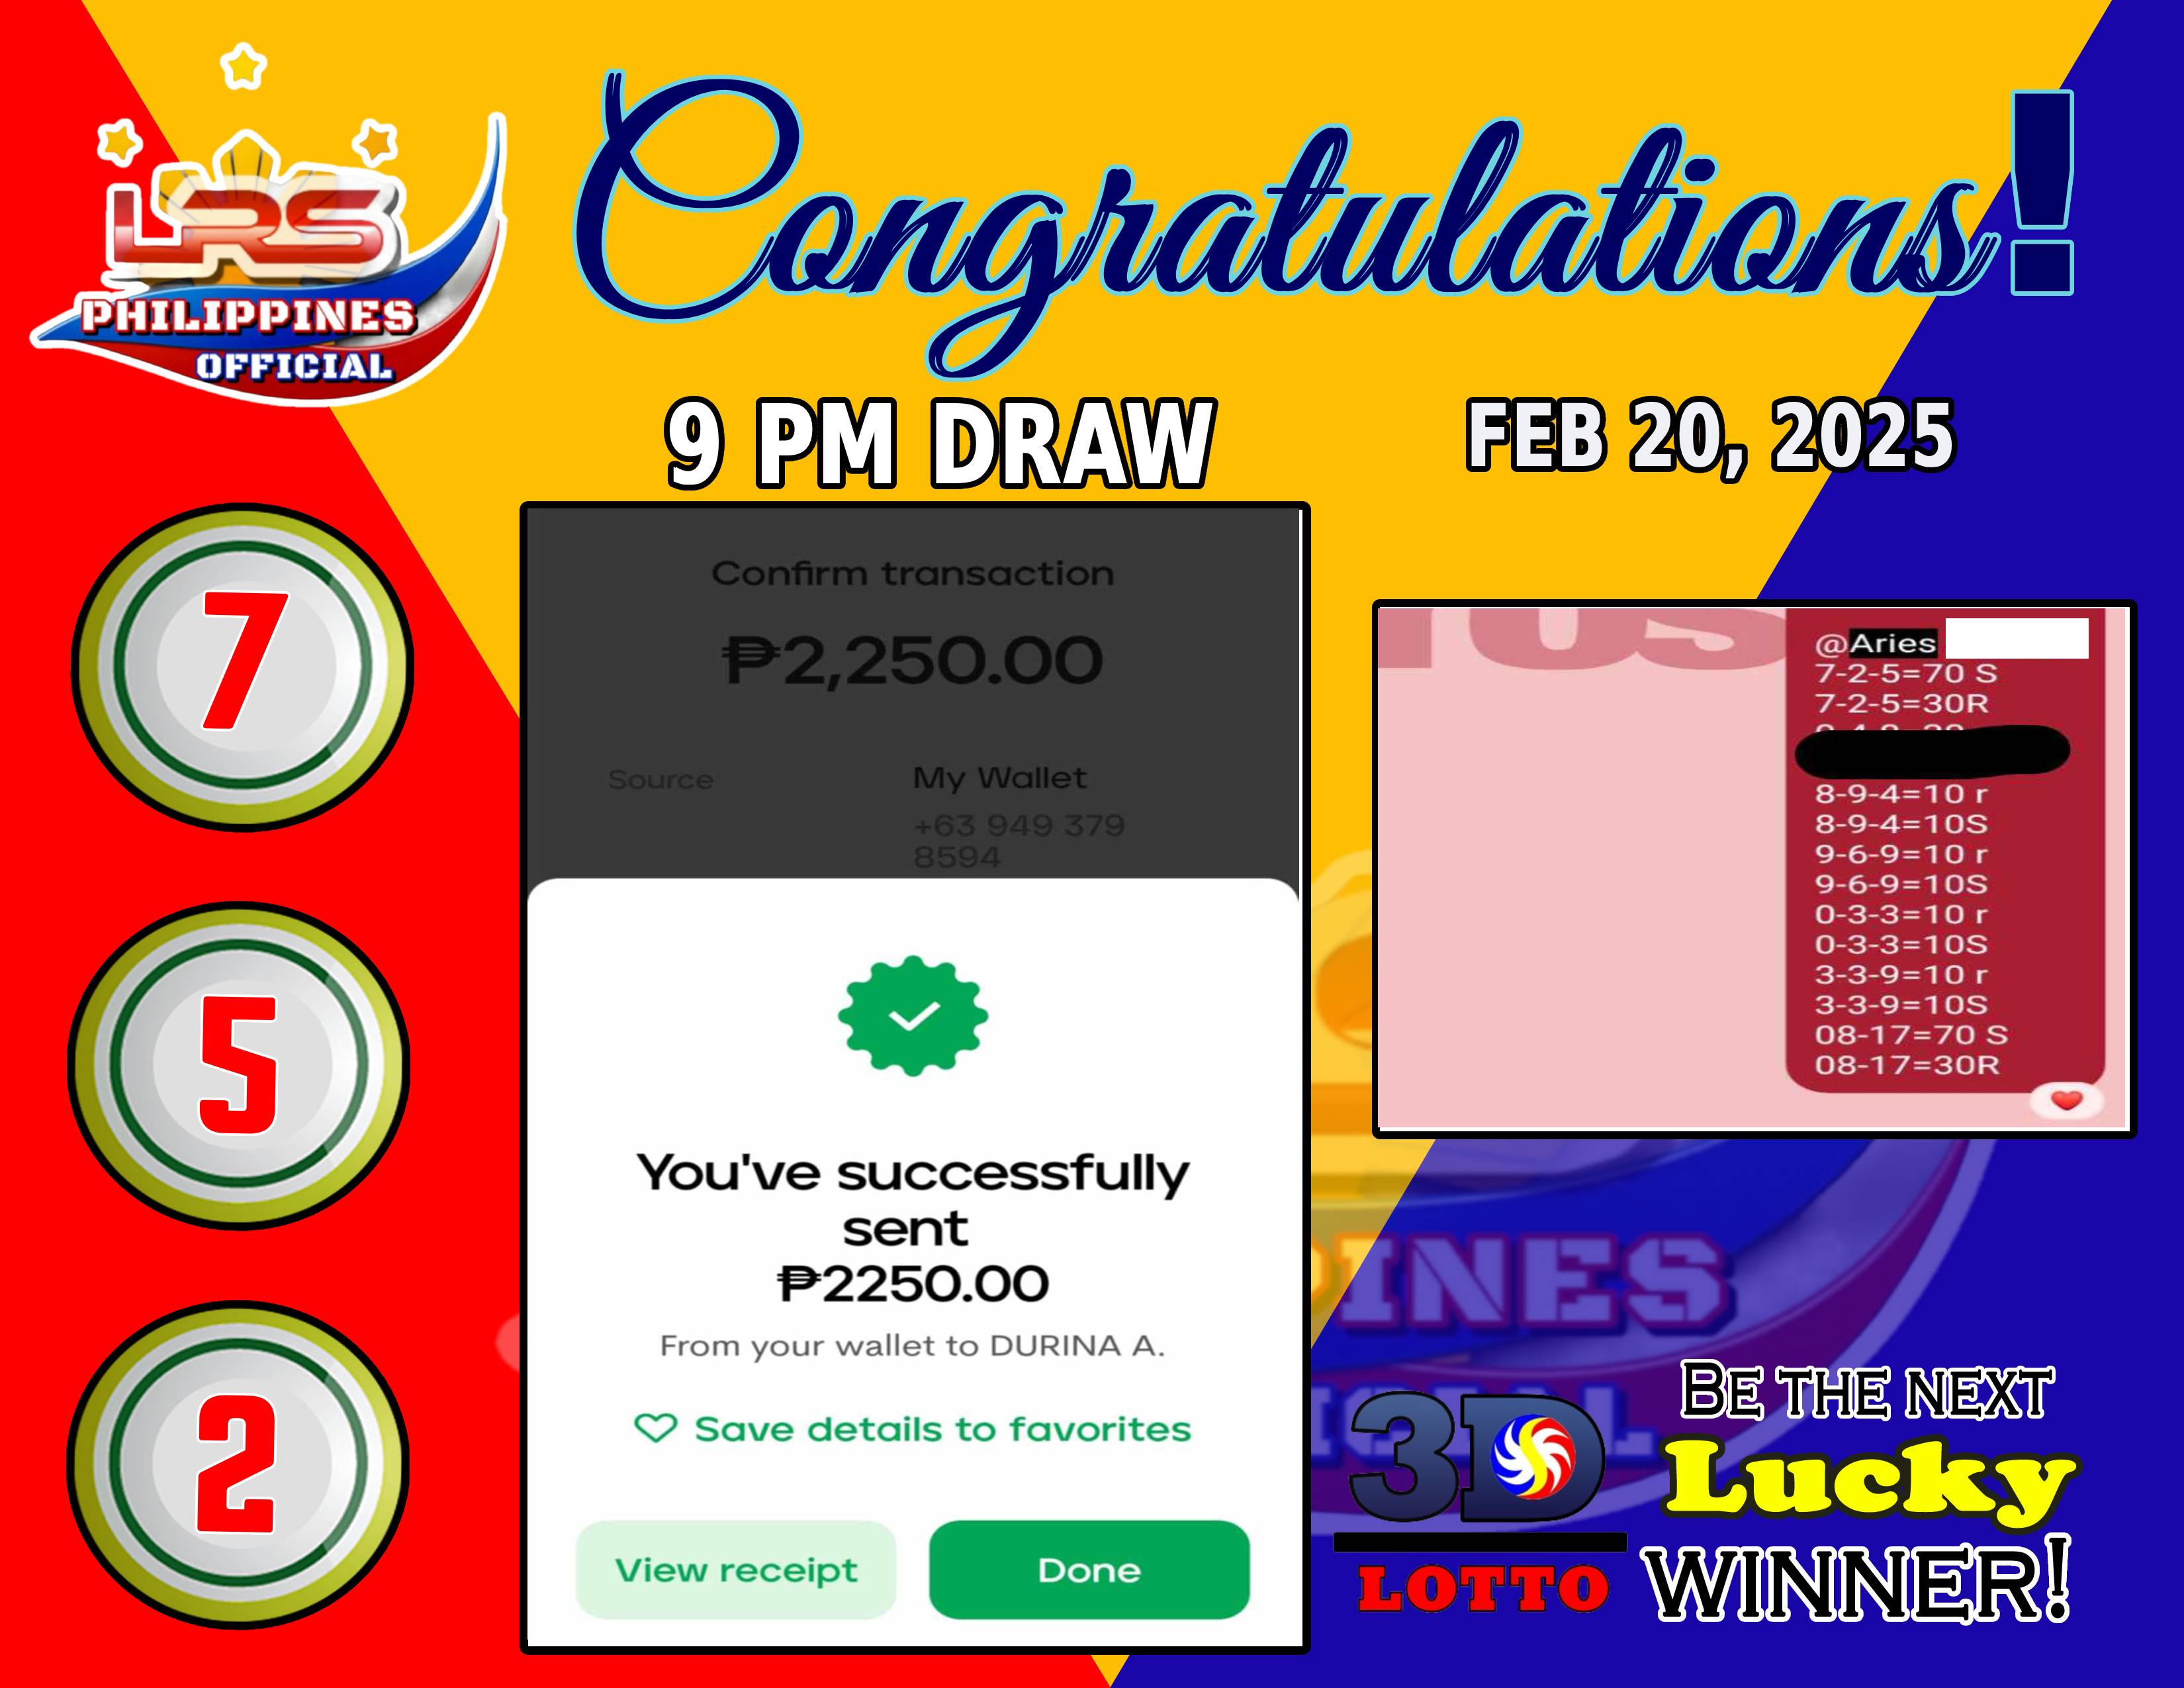 LRS
PHILIPPINES
OFFICIAL
Congratulations!
9 PM DRAW
FEB 20, 2025
7
5
2
Confirm transaction
₱2,250.00
Source
My Wallet
+63 949 379
8594
You've successfully
sent
₱2250.00
From your wallet to DURINA A.
Save details to favorites
View receipt
Done
@Aries
7-2-5=70 S
7-2-5=30R
8-9-4=10 r
8-9-4=10S
9-6-9=10 r
9-6-9=10S
0-3-3=10 r
0-3-3=10S
3-3-9=10 r
3-3-9=10S
08-17=70 S
08-17=30R
3D
LOTTO
BE THE NEXT
Lucky
WINNER!